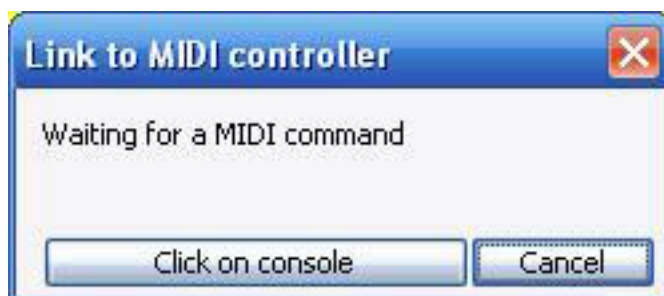 Link to MIDI controller
Waiting for a MIDI command
Click on console Cancel